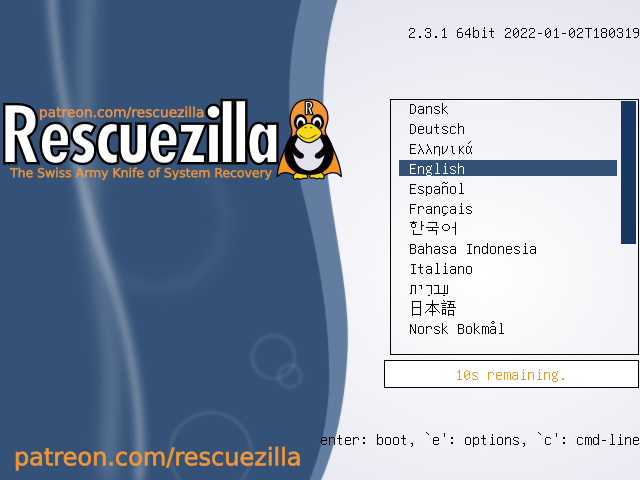 2.3.1 64bit 2022-01-02T180319
patreon.com/rescuezilla
Rescuezilla
R
The Swiss Army Knife of System Recovery
Dansk
Deutsch
Ελληνικά
English
Español
Français
한국어
Bahasa Indonesia
Italiano
עִבְרִית
日本語
Norsk Bokmål
10s remaining.
enter: boot, `e': options, `c': cmd-line
patreon.com/rescuezilla